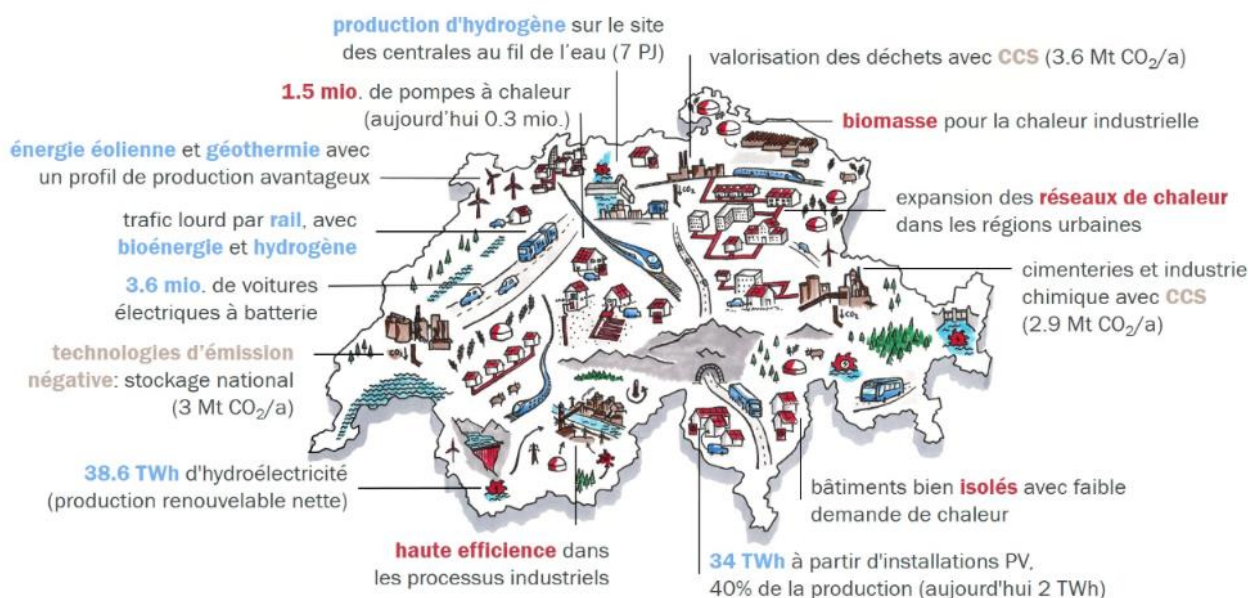 production d'hydrogène sur le site
des centrales au fil de l'eau (7 PJ)
valorisation des déchets avec CCS (3.6 Mt CO₂/a)
1.5 mio. de pompes à chaleur
(aujourd'hui 0.3 mio.)
biomasse pour la chaleur industrielle
énergie éolienne et géothermie avec
un profil de production avantageux
expansion des réseaux de chaleur
dans les régions urbaines
trafic lourd par rail, avec
bioénergie et hydrogène
cimenteries et industrie
chimique avec CCS
(2.9 Mt CO₂/a)
3.6 mio. de voitures
électriques à batterie
technologies d'émission
négative: stockage national
(3 Mt CO₂/a)
38.6 TWh d'hydroélectricité
(production renouvelable nette)
bâtiments bien isolés avec faible
demande de chaleur
haute efficience dans
les processus industriels
34 TWh à partir d'installations PV,
40% de la production (aujourd'hui 2 TWh)
CO₂
CO₂
CO₂